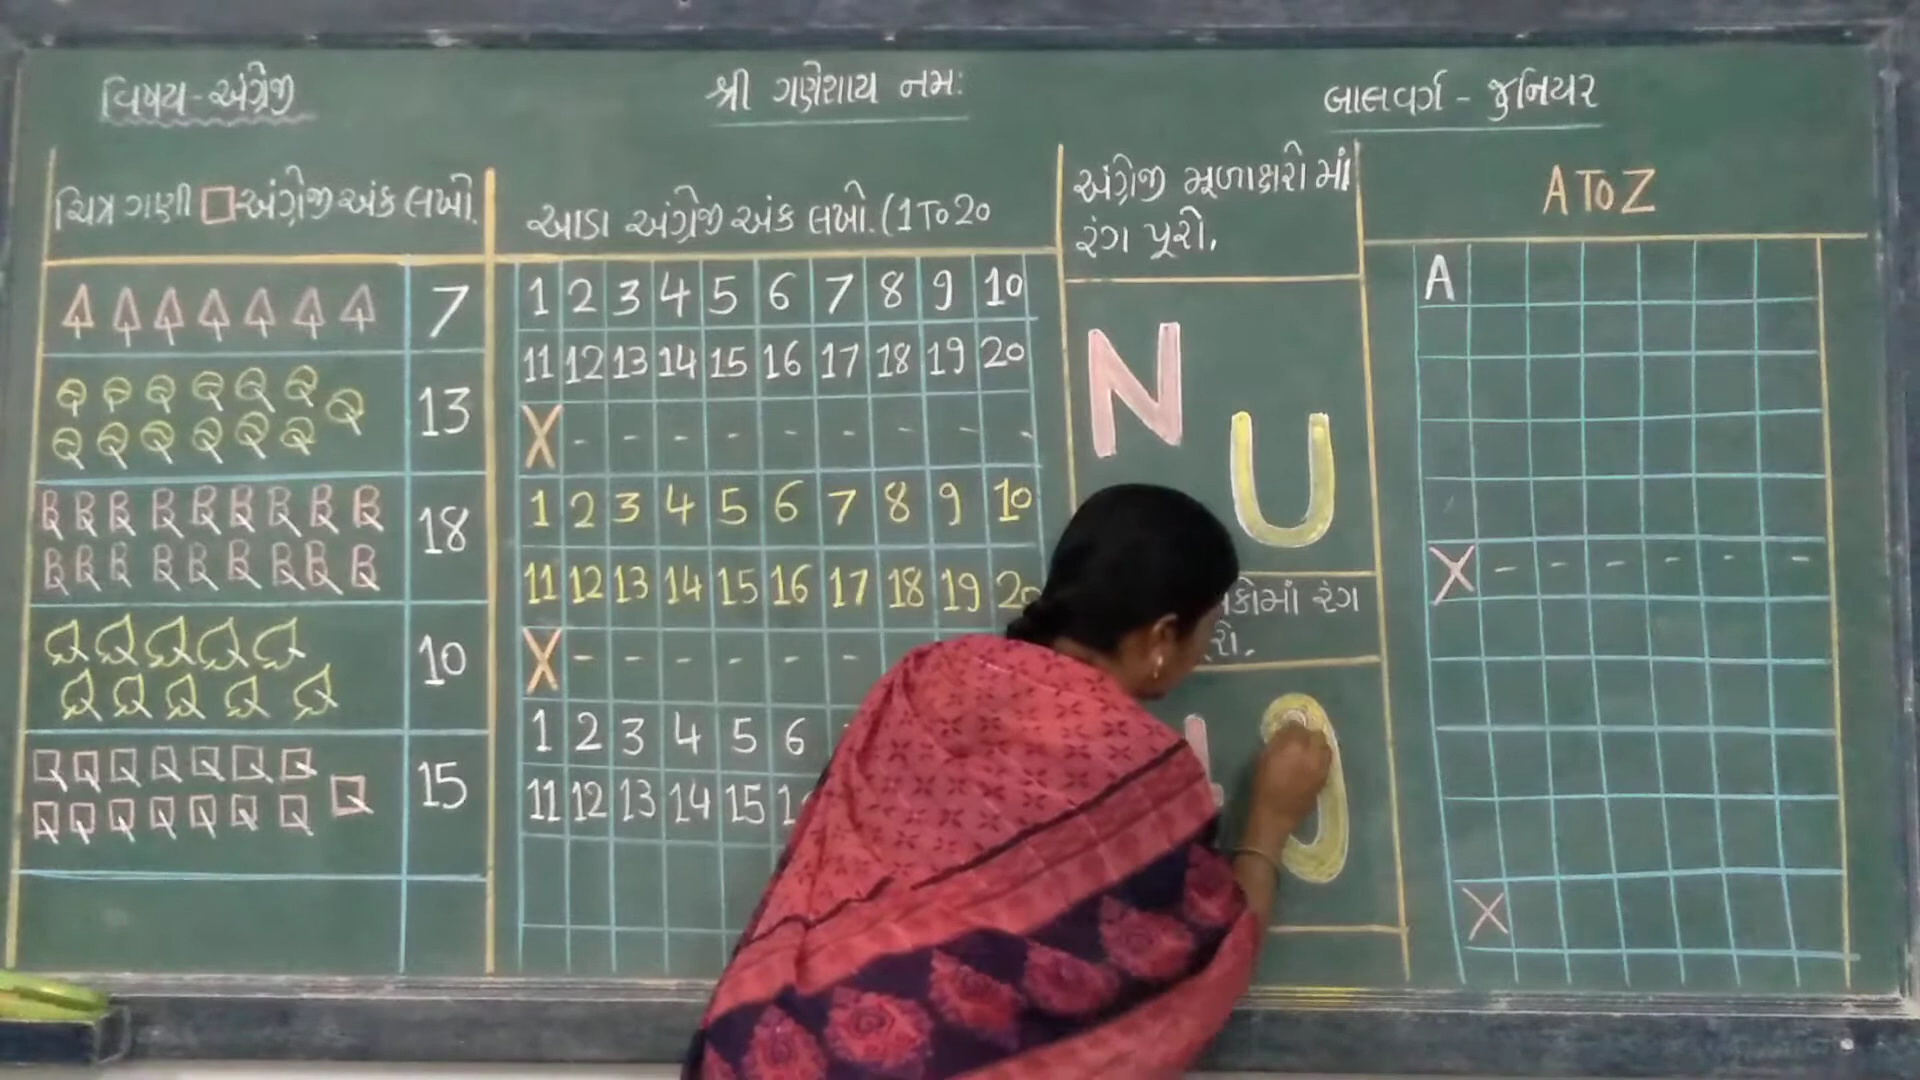 વિષય-અંગ્રેજી
શ્રી ગણેશાય નમઃ
બાલવર્ગ - જુનિયર
ચિત્ર ગણી અંગ્રેજી અંક લખો.
7
13
18
10
15
આડા અંગ્રેજી અંક લખો.(1 To 20
1 2 3 4 5 6 7 8 9 10
11 12 13 14 15 16 17 18 19 20
X - - - - - - - - -
1 2 3 4 5 6 7 8 9 10
11 12 13 14 15 16 17 18 19 20
X - - - - - -
1 2 3 4 5 6
11 12 13 14 15
અંગ્રેજી મૂળાક્ષરો માં
રંગ પૂરો.
N
U
રંગ
A To Z
A
X - - - - - -
X